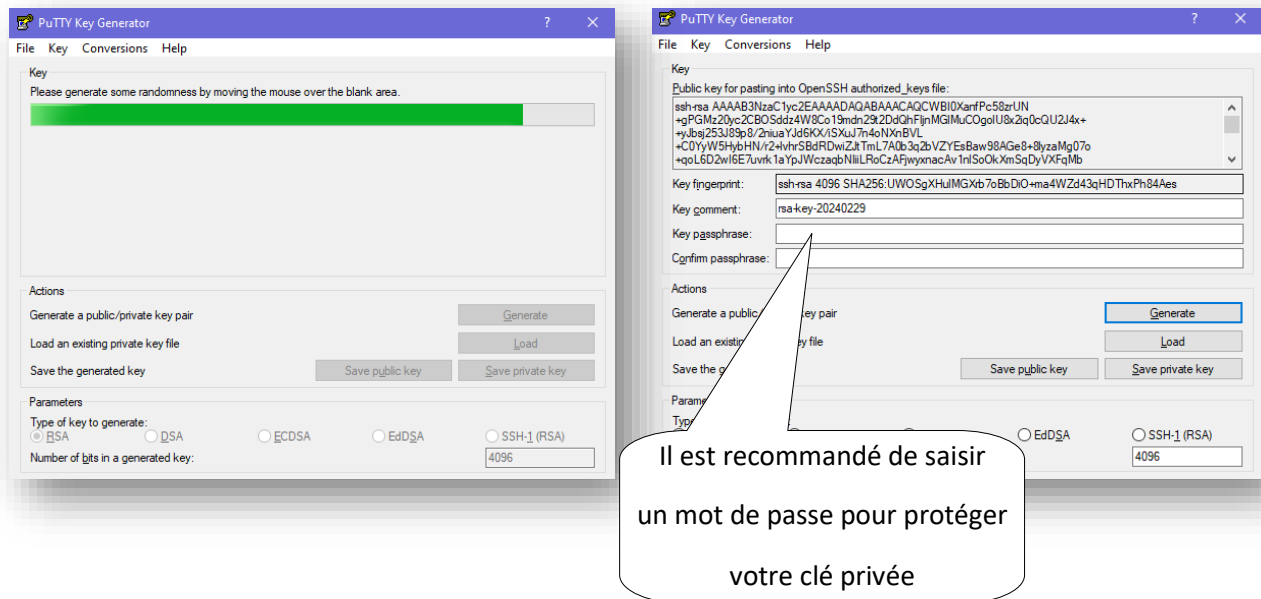 PuTTY Key Generator
File Key Conversions Help
Key
Please generate some randomness by moving the mouse over the blank area.
Actions
Generate a public/private key pair
Generate
Load an existing private key file
Load
Save the generated key
Save public key
Save private key
Parameters
Type of key to generate:
RSA DSA ECDSA EdDSA SSH-1 (RSA)
Number of bits in a generated key:
4096
PuTTY Key Generator
File Key Conversions Help
Key
Public key for pasting into OpenSSH authorized_keys file:
ssh-rsa AAAAB3NzaC1yc2EAAAADAQABAAACAQCWBI0XanfPc58zrUN
+gPGMz20yc2CBOSddz4W8Co19mdn29t2DdQhFljnMGlMuCOgolU8x2iq0cQU2J4x+
+yJbsj253J89p8/2niuaYJd6KX/iSXuJ7n4oNXnBVL
+C0YyW5HybHN/r2+lvhrSBdRDwiZJtTmL7A0b3q2bVZYEsBaw98AGe8+8lyzaMg07o
+qoL6D2wI6E7uvrk1aYpJWczaqbNliiLRoCzAFjwyxnacAv1nlSoOkXmSqDyVXFqMb
Key fingerprint:
ssh-rsa 4096 SHA256:UWOSgXHulMGXrb7oBbDiO+ma4WZd43qHDThxPh84Aes
Key comment:
rsa-key-20240229
Key passphrase:
Confirm passphrase:
Actions
Generate a public/ ey pair
Generate
Load an existin y file
Load
Save the g
Save public key
Save private key
Parame
Typ
EdDSA SSH-1 (RSA)
4096
Il est recommandé de saisir
un mot de passe pour protéger
votre clé privée